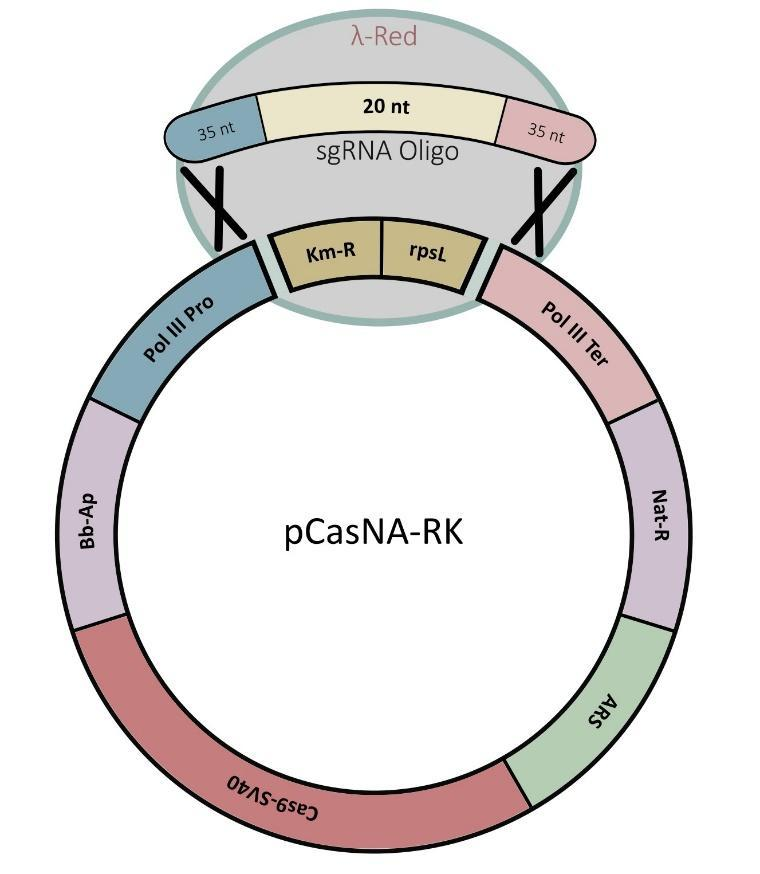 λ-Red
35 nt
20 nt
35 nt
sgRNA Oligo
Km-R
rpsL
Pol III Pro
Pol III Ter
Bb-Ap
Nat-R
pCasNA-RK
ARS
Cas9-SV40